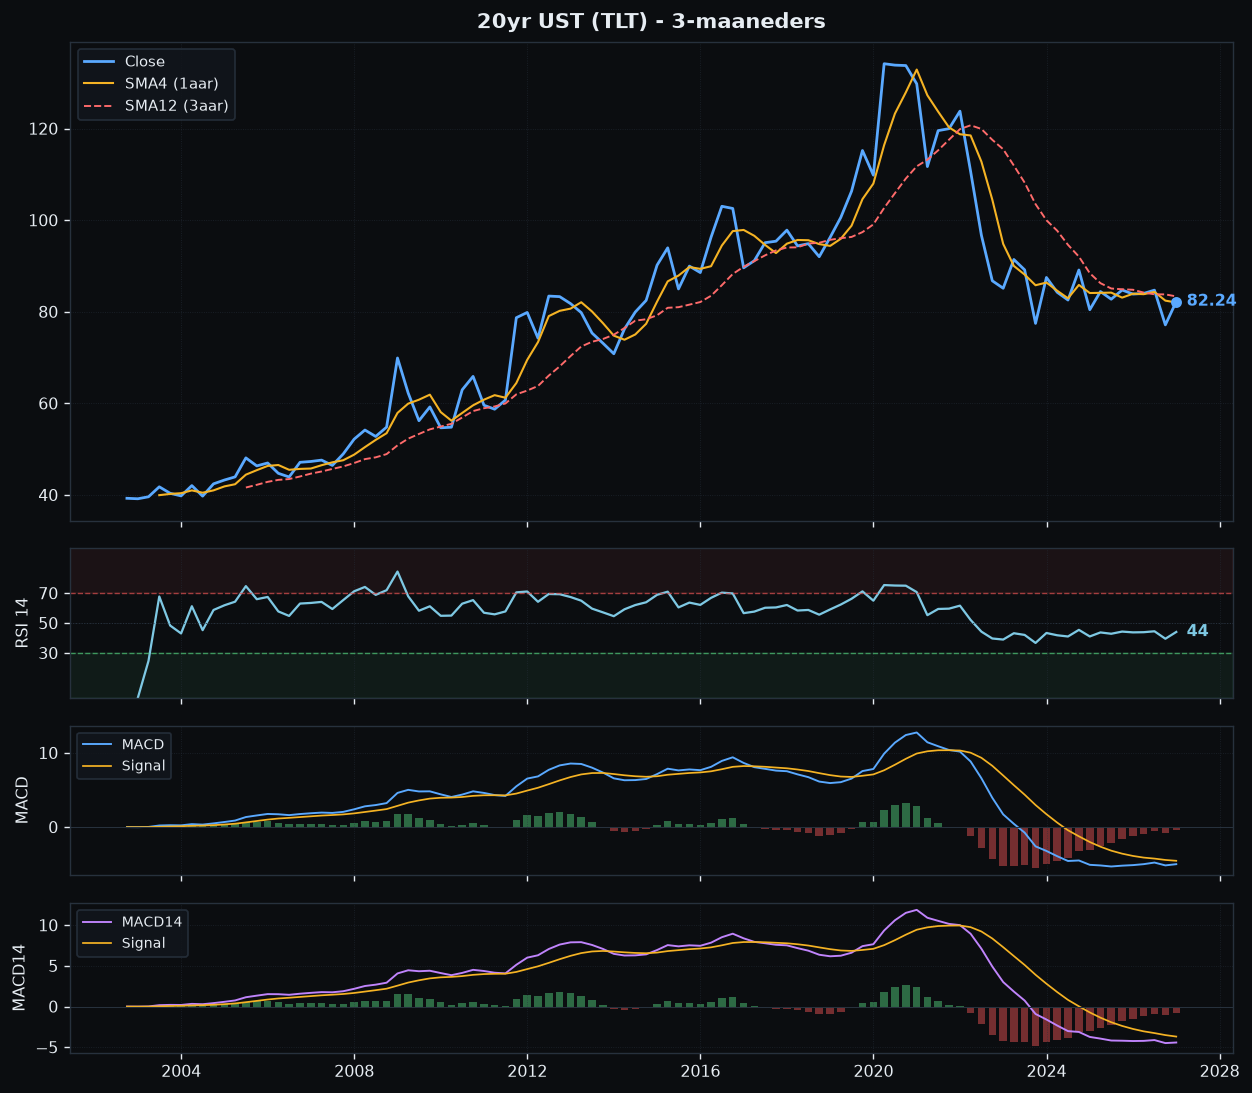 20yr UST (TLT) - 3-maaneders
Close
SMA4 (1aar)
SMA12 (3aar)
120
100
80
60
40
82.24
RSI 14
70
50
30
44
MACD
MACD
Signal
10
0
MACD14
MACD14
Signal
10
5
0
−5
2004 2008 2012 2016 2020 2024 2028